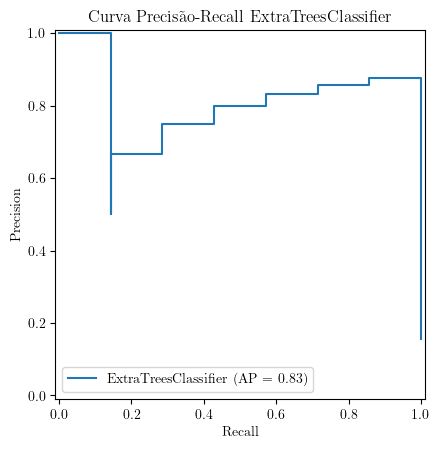 Curva Precisão-Recall ExtraTreesClassifier
1.0
0.8
0.6
0.4
0.2
0.0
Precision
ExtraTreesClassifier (AP = 0.83)
0.0 0.2 0.4 0.6 0.8 1.0
Recall